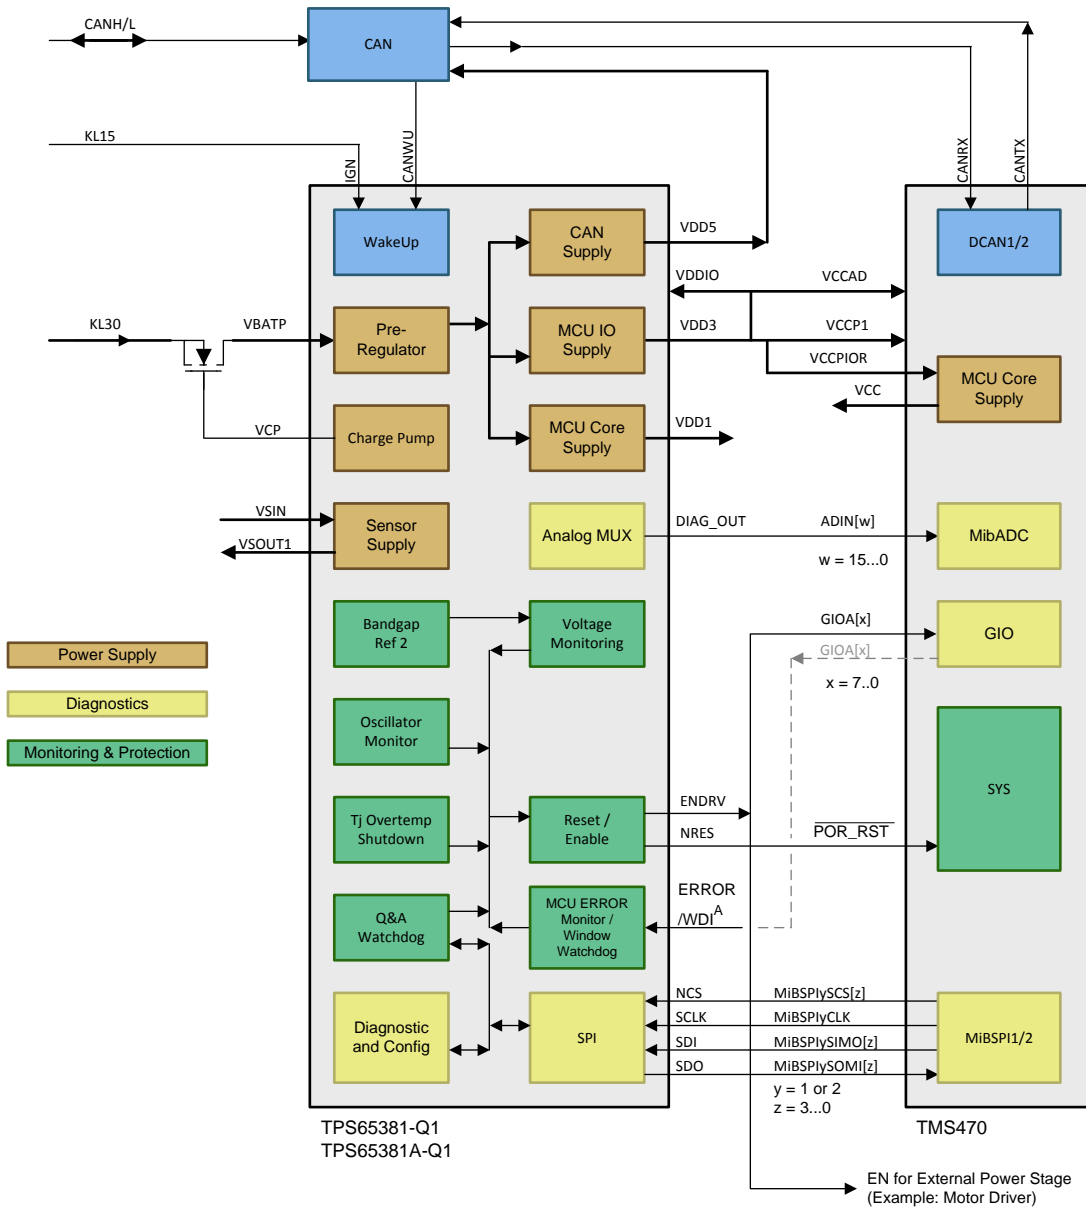 CANH/L
CAN
KL15
IGN
CANWU
CANRX
CANTX
WakeUp
CAN
Supply
VDD5
DCAN1/2
VDDIO
VCCAD
KL30
VBATP
Pre-
Regulator
MCU IO
Supply
VDD3
VCCP1
VCCPIOR
VCC
MCU Core
Supply
VCP
Charge Pump
MCU Core
Supply
VDD1
VSIN
VSOUT1
Sensor
Supply
Analog MUX
DIAG_OUT
ADIN[w]
w = 15...0
MibADC
Bandgap
Ref 2
Voltage
Monitoring
GIOA[x]
GIOA[x]
x = 7..0
GIO
Power Supply
Diagnostics
Monitoring & Protection
Oscillator
Monitor
SYS
Tj Overtemp
Shutdown
Reset /
Enable
ENDRV
NRES
POR_RST
Q&A
Watchdog
MCU ERROR
Monitor /
Window
Watchdog
ERROR
/WDI A
Diagnostic
and Config
SPI
NCS
SCLK
SDI
SDO
MiBSPIySCS[z]
MiBSPIyCLK
MiBSPIySIMO[z]
MiBSPIySOMI[z]
y = 1 or 2
z = 3...0
MiBSPI1/2
TPS65381-Q1
TPS65381A-Q1
TMS470
EN for External Power Stage
(Example: Motor Driver)